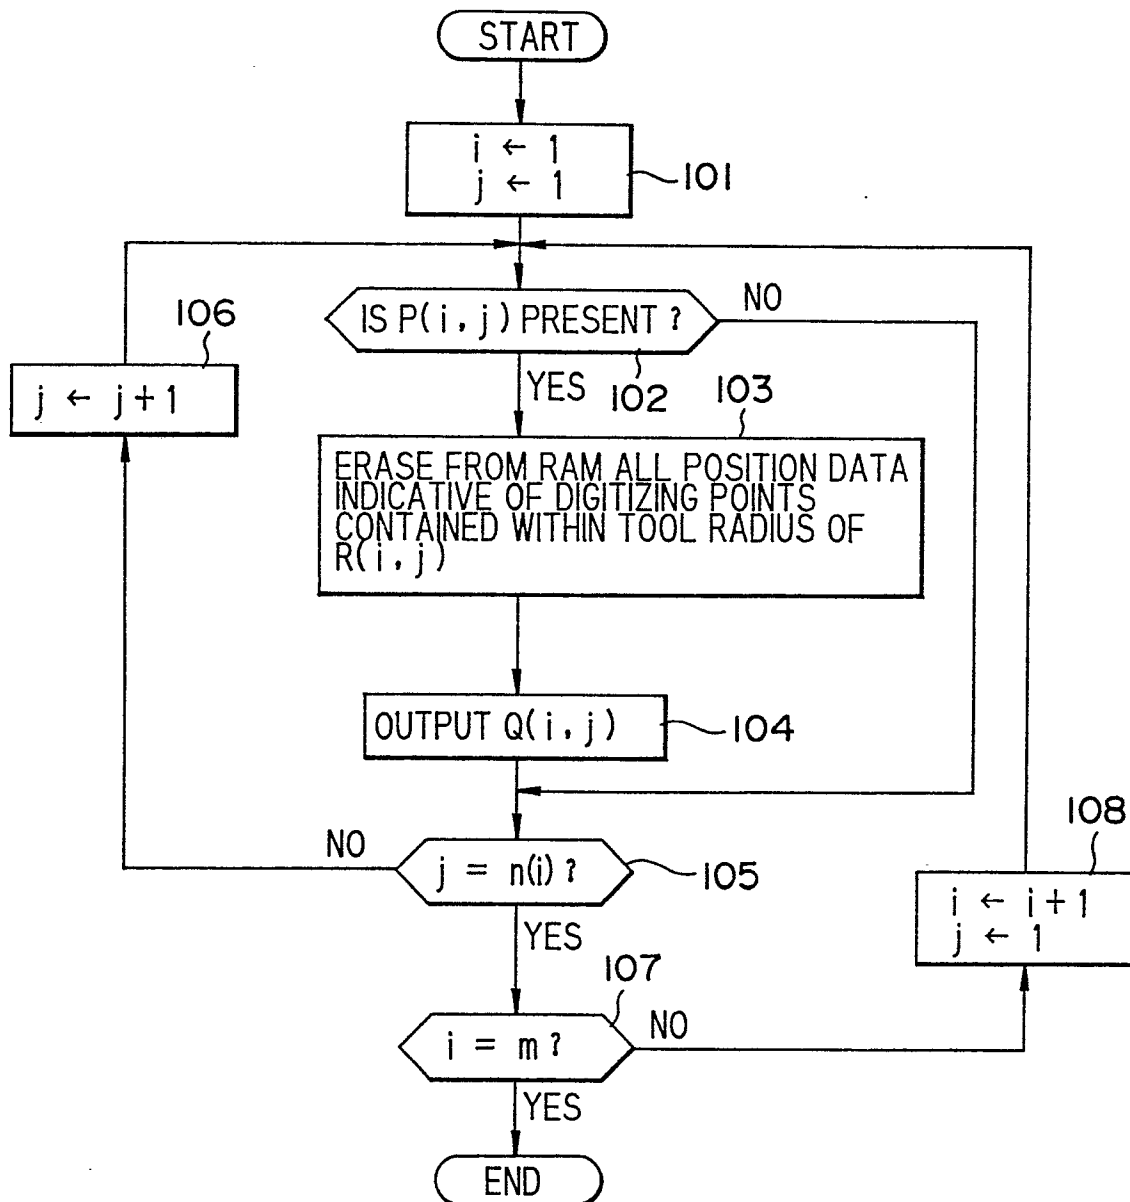 START
i ← 1
j ← 1
101
IS P(i,j) PRESENT ?
NO
102
YES
106
j ← j+1
103
ERASE FROM RAM ALL POSITION DATA
INDICATIVE OF DIGITIZING POINTS
CONTAINED WITHIN TOOL RADIUS OF
R(i,j)
OUTPUT Q(i,j)
104
NO
j = n(i) ?
105
YES
108
i ← i+1
j ← 1
107
i = m ?
NO
YES
END